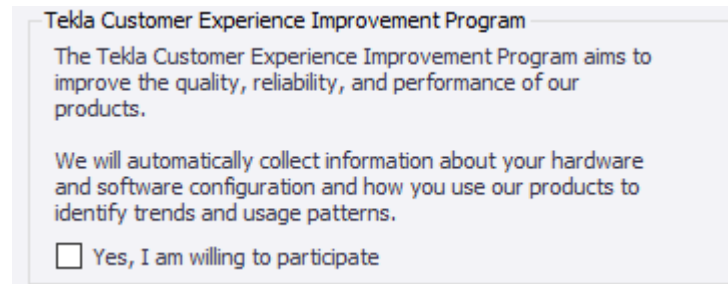 Tekla Customer Experience Improvement Program
The Tekla Customer Experience Improvement Program aims to
improve the quality, reliability, and performance of our
products.
We will automatically collect information about your hardware
and software configuration and how you use our products to
identify trends and usage patterns.
Yes, I am willing to participate